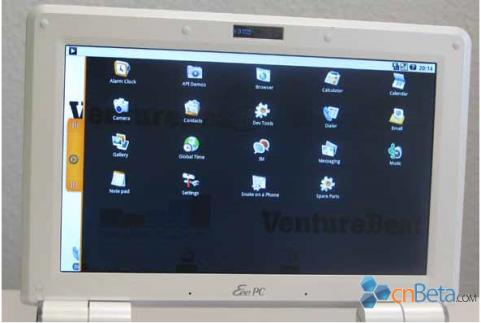 20:14
Alarm Clock
API Demos
Browser
Calculator
Calendar
Camera
Contacts
Dev Tools
Dialer
Email
Gallery
Global Time
IM
Messaging
Music
Note pad
Settings
Snake on a Phone
Spare Parts
VentureBeat
Eee PC
cnBeta.COM